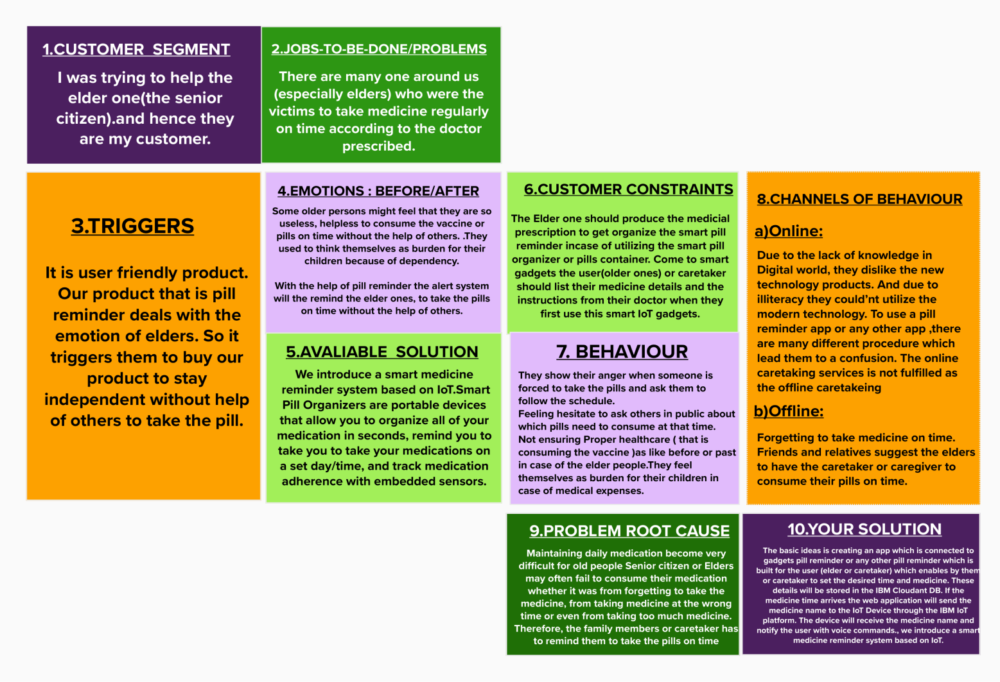 1.CUSTOMER  SEGMENT
I was trying to help the
elder one(the senior
citizen).and hence they
are my customer.
2.JOBS-TO-BE-DONE/PROBLEMS
There are many one around us
(especially elders) who were the
victims to take medicine regularly
on time according to the doctor
prescribed.
3.TRIGGERS
It is user friendly product.
Our product that is pill
reminder deals with the
emotion of elders. So it
triggers them to buy our
product to stay
independent without help
of others to take the pill.
4.EMOTIONS : BEFORE/AFTER
Some older persons might feel that they are so
useless, helpless to consume the vaccine or
pills on time without the help of others. .They
used to think themselves as burden for their
children because of dependency.
With the help of pill reminder the alert system
will the remind the elder ones, to take the pills
on time without the help of others.
5.AVALIABLE  SOLUTION
We introduce a smart medicine
reminder system based on IoT.Smart
Pill Organizers are portable devices
that allow you to organize all of your
medication in seconds, remind you to
take you to take your medications on
a set day/time, and track medication
adherence with embedded sensors.
6.CUSTOMER CONSTRAINTS
The Elder one should produce the medicial
prescription to get organize the smart pill
reminder incase of utilizing the smart pill
organizer or pills container. Come to smart
gadgets the user(older ones) or caretaker
should list their medicine details and the
instructions from their doctor when they
first use this smart IoT gadgets.
7. BEHAVIOUR
They show their anger when someone is
forced to take the pills and ask them to
follow the schedule.
Feeling hesitate to ask others in public about
which pills need to consume at that time.
Not ensuring Proper healthcare ( that is
consuming the vaccine )as like before or past
in case of the elder people.They feel
themselves as burden for their children in
case of medical expenses.
8.CHANNELS OF BEHAVIOUR
a)Online:
Due to the lack of knowledge in
Digital world, they dislike the new
technology products. And due to
illiteracy they could’nt utilize the
modern technology. To use a pill
reminder app or any other app ,there
are many different procedure which
lead them to a confusion. The online
caretaking services is not fulfilled as
the offline caretakeing
b)Offline:
Forgetting to take medicine on time.
Friends and relatives suggest the elders
to have the caretaker or caregiver to
consume their pills on time.
9.PROBLEM ROOT CAUSE
Maintaining daily medication become very
difficult for old people Senior citizen or Elders
may often fail to consume their medication
whether it was from forgetting to take the
medicine, from taking medicine at the wrong
time or even from taking too much medicine.
Therefore, the family members or caretaker has
to remind them to take the pills on time
10.YOUR SOLUTION
The basic ideas is creating an app which is connected to
gadgets pill reminder or any other pill reminder which is
built for the user (elder or caretaker) which enables by them
or caretaker to set the desired time and medicine. These
details will be stored in the IBM Cloudant DB. If the
medicine time arrives the web application will send the
medicine name to the IoT Device through the IBM IoT
platform. The device will receive the medicine name and
notify the user with voice commands., we introduce a smart
medicine reminder system based on IoT.